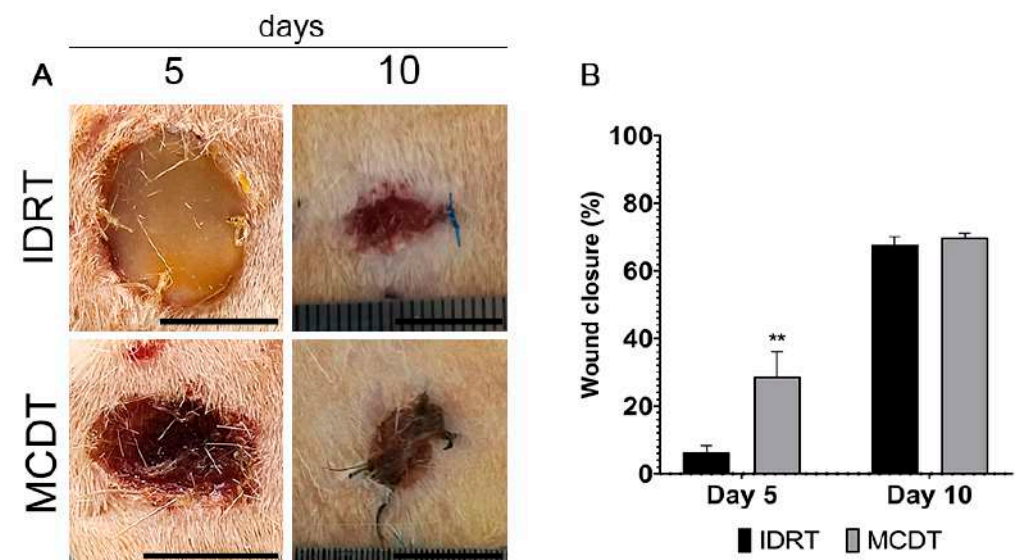 days
A
5
10
IDRT
MCDT
B
Wound closure (%)
100
80
60
40
20
0
**
Day 5
Day 10
IDRT
MCDT